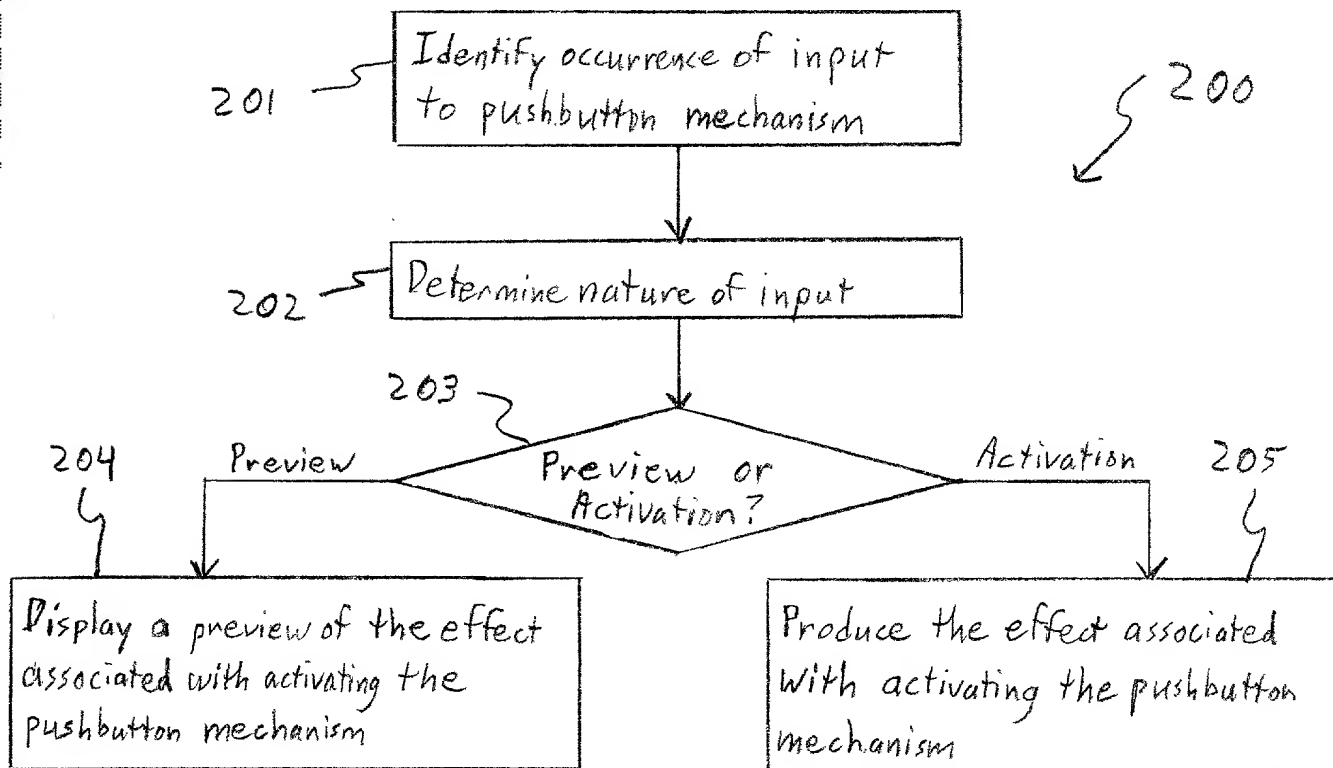 Identify occurrence of input
to pushbutton mechanism
201
200
Determine nature of input
202
203
204
Preview
Preview or
Activation?
Activation
205
Display a preview of the effect
associated with activating the
pushbutton mechanism
Produce the effect associated
with activating the pushbutton
mechanism